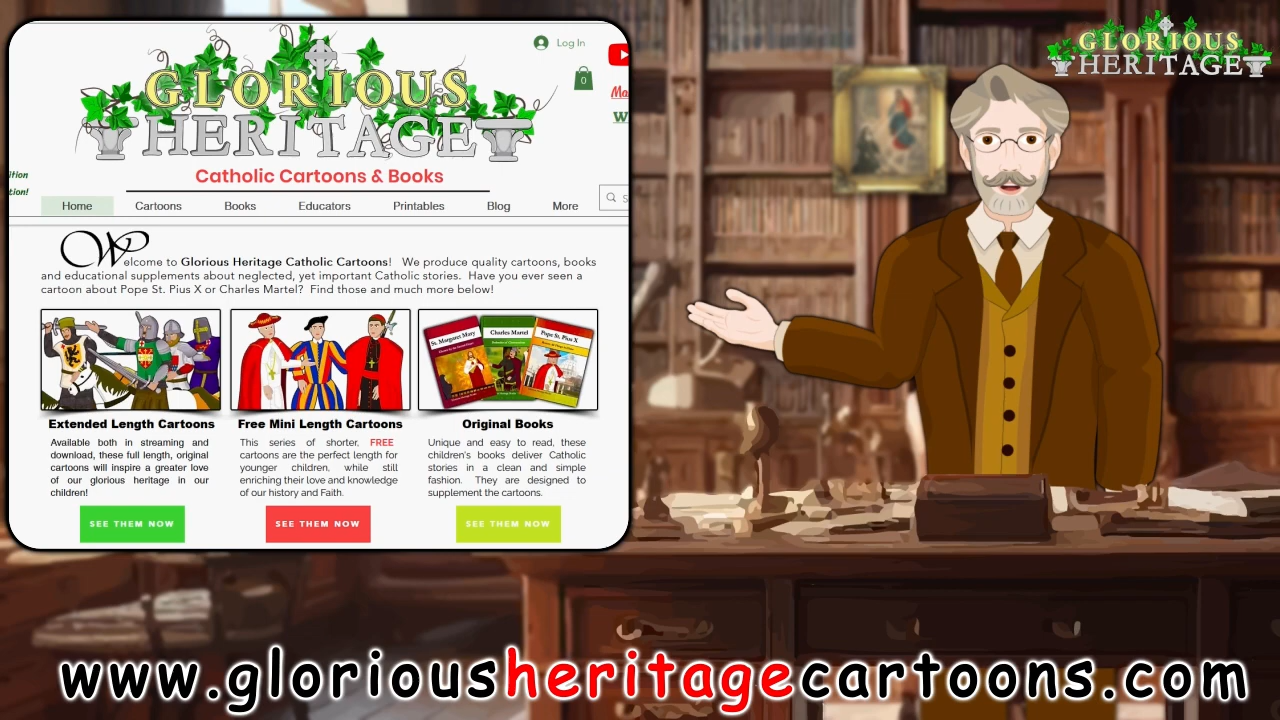 GLORIOUS
HERITAGE
Catholic Cartoons & Books
Log In
0
Home Cartoons Books Educators Printables Blog More
Welcome to Glorious Heritage Catholic Cartoons! We produce quality cartoons, books
and educational supplements about neglected, yet important Catholic stories. Have you ever seen a
cartoon about Pope St. Pius X or Charles Martel? Find those and much more below!
St. Margaret Mary
Charles Martel
Pope St. Pius X
Extended Length Cartoons
Available both in streaming and
download, these full length, original
cartoons will inspire a greater love
of our glorious heritage in our
children!
SEE THEM NOW
Free Mini Length Cartoons
This series of shorter, FREE
cartoons are the perfect length for
younger children, while still
enriching their love and knowledge
of our history and Faith.
SEE THEM NOW
Original Books
Unique and easy to read, these
children's books deliver Catholic
stories in a clean and simple
fashion. They are designed to
supplement the cartoons.
SEE THEM NOW
GLORIOUS
HERITAGE
www.gloriousheritagecartoons.com